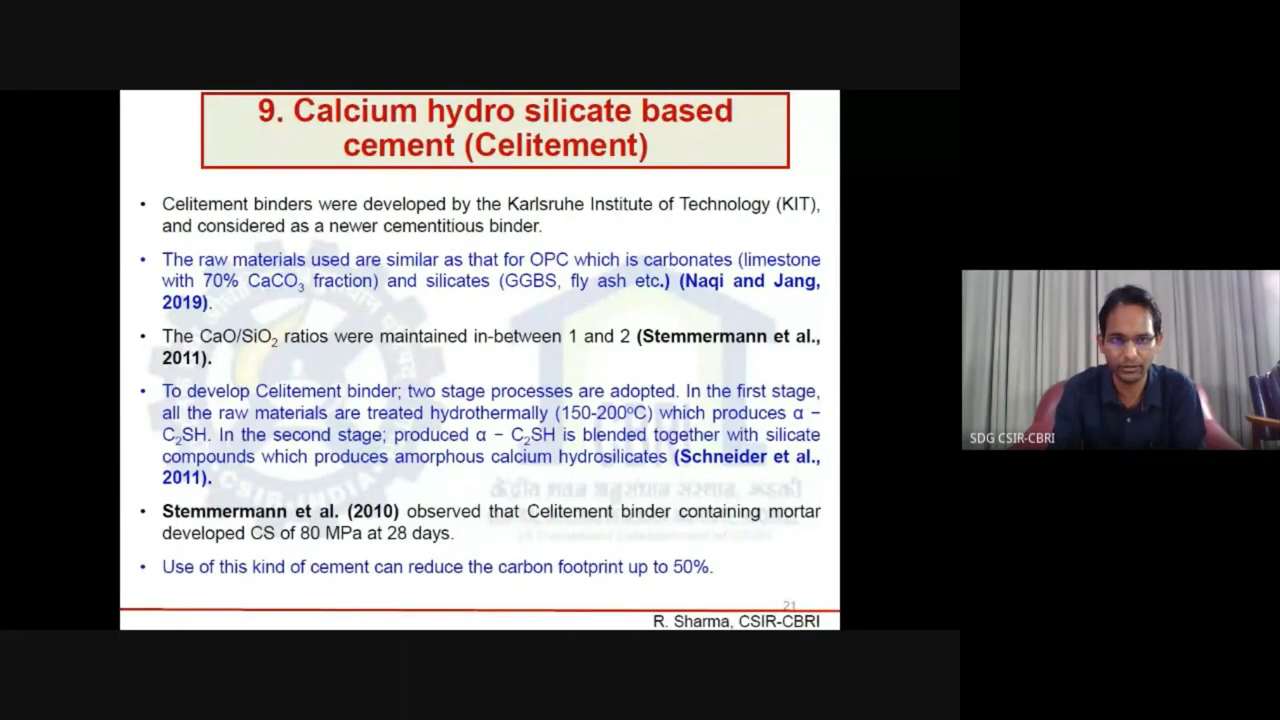 9. Calcium hydro silicate based
cement (Celitement)
• Celitement binders were developed by the Karlsruhe Institute of Technology (KIT),
and considered as a newer cementitious binder.
• The raw materials used are similar as that for OPC which is carbonates (limestone
with 70% CaCO₃ fraction) and silicates (GGBS, fly ash etc.) (Naqi and Jang,
2019).
• The CaO/SiO₂ ratios were maintained in-between 1 and 2 (Stemmermann et al.,
2011).
• To develop Celitement binder; two stage processes are adopted. In the first stage,
all the raw materials are treated hydrothermally (150-200°C) which produces α −
C₂SH. In the second stage; produced α − C₂SH is blended together with silicate
compounds which produces amorphous calcium hydrosilicates (Schneider et al.,
2011).
CSIR-INDIA
केंद्रीय भवन अनुसंधान संस्थान, रूड़की
• Stemmermann et al. (2010) observed that Celitement binder containing mortar
developed CS of 80 MPa at 28 days.
• Use of this kind of cement can reduce the carbon footprint up to 50%.
21
R. Sharma, CSIR-CBRI
SDG CSIR-CBRI